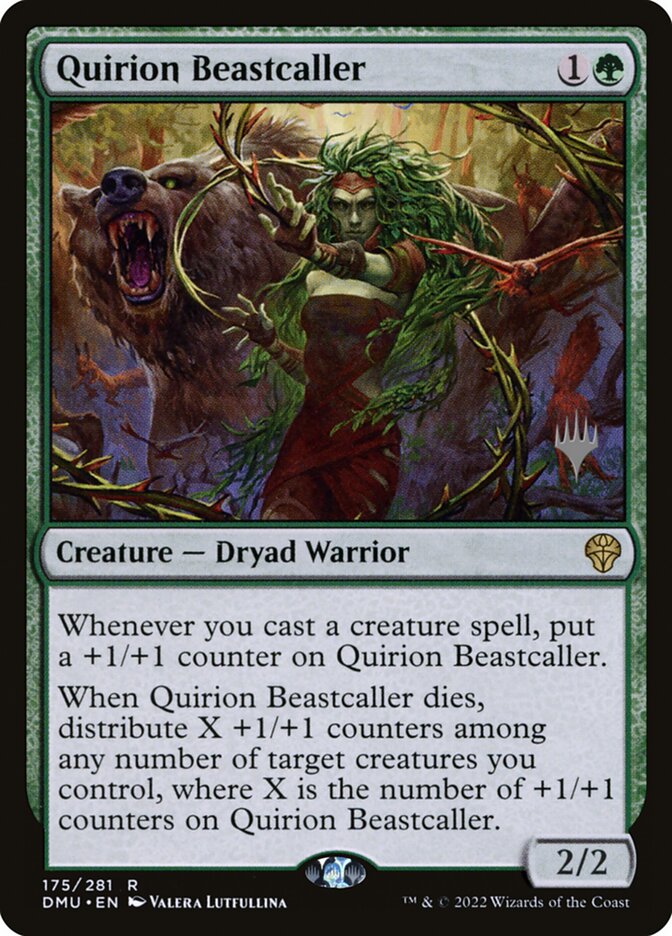 Quirion Beastcaller 1
Creature — Dryad Warrior
Whenever you cast a creature spell, put
a +1/+1 counter on Quirion Beastcaller.
When Quirion Beastcaller dies,
distribute X +1/+1 counters among
any number of target creatures you
control, where X is the number of +1/+1
counters on Quirion Beastcaller.
2/2
175/281 R
DMU • EN Valera Lutfullina
™ & © 2022 Wizards of the Coast